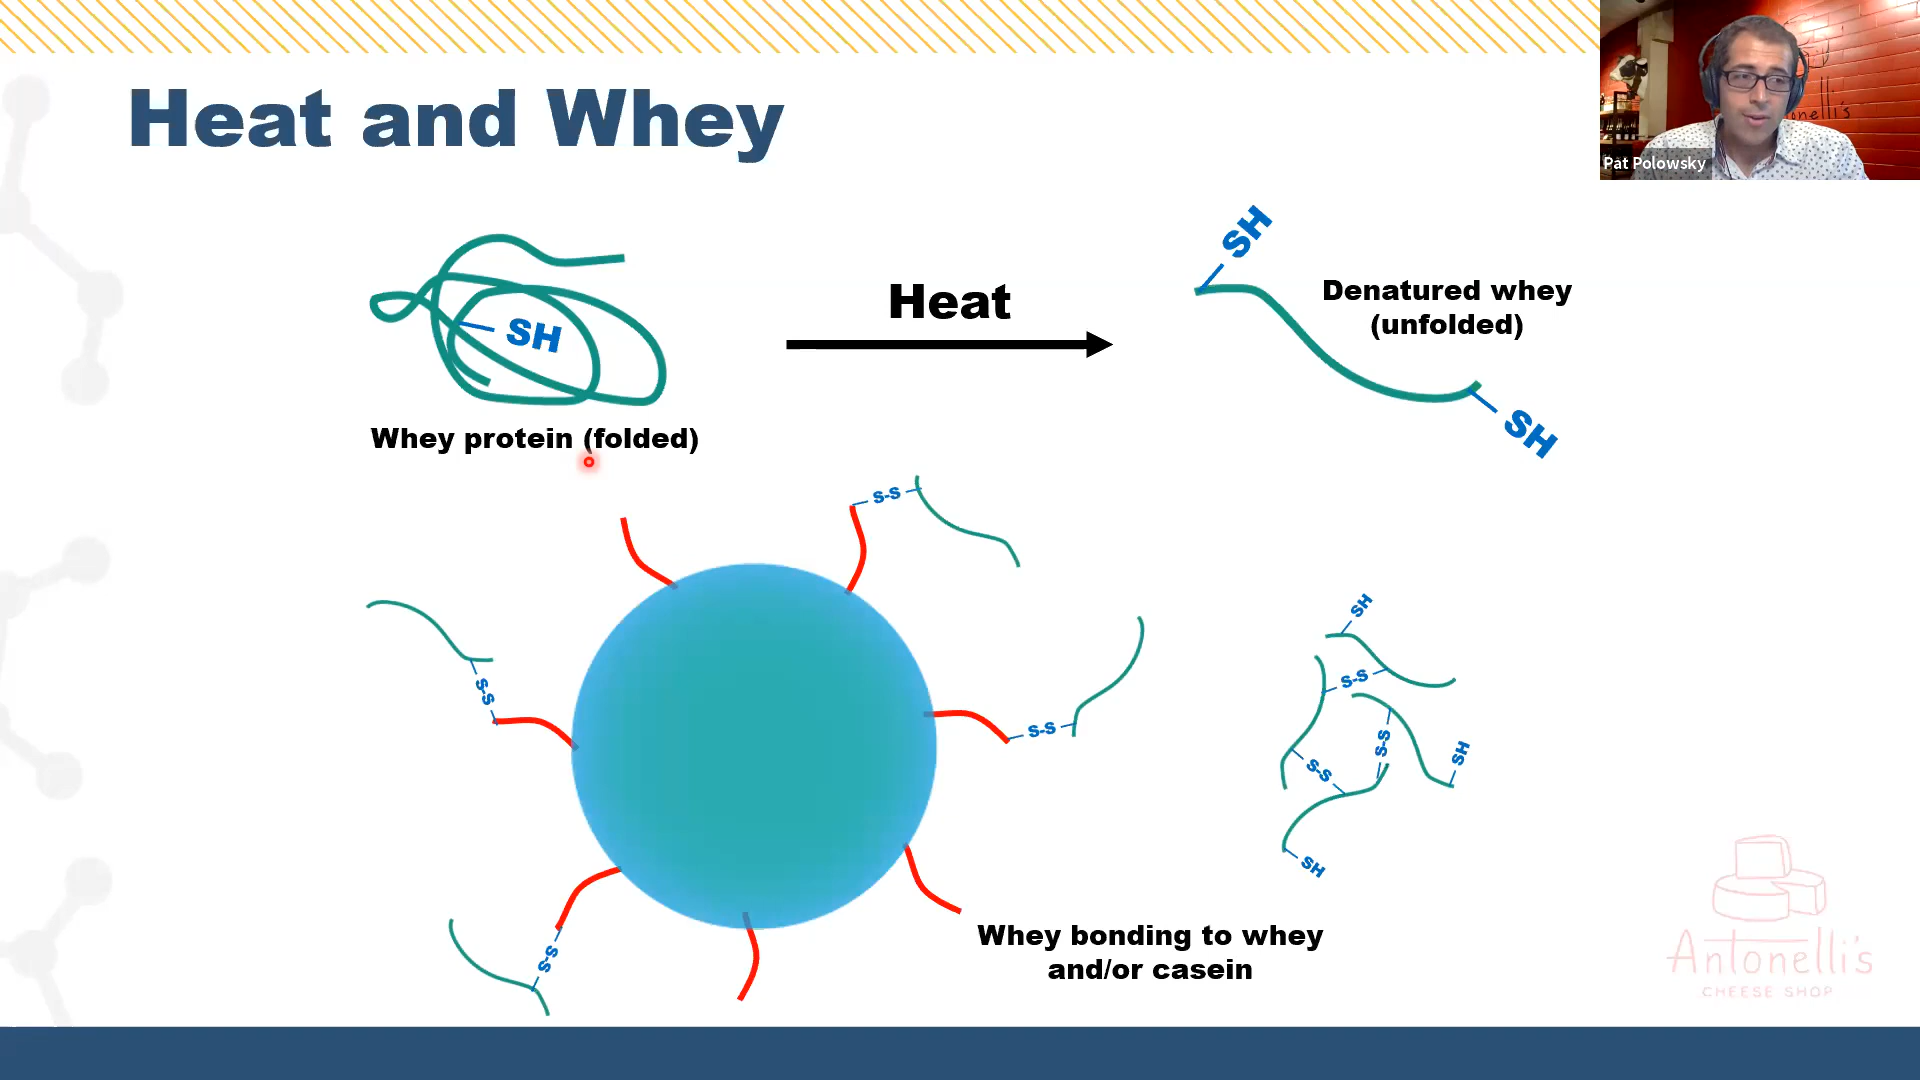 Heat and Whey
Pat Polowsky
nelli's
SH
Heat
SH
Denatured whey
(unfolded)
SH
Whey protein (folded)
S-S
S-S
S-S
S-S
SH
S-S
S-S
S-S
SH
SH
Whey bonding to whey
and/or casein
Antonelli's
CHEESE SHOP